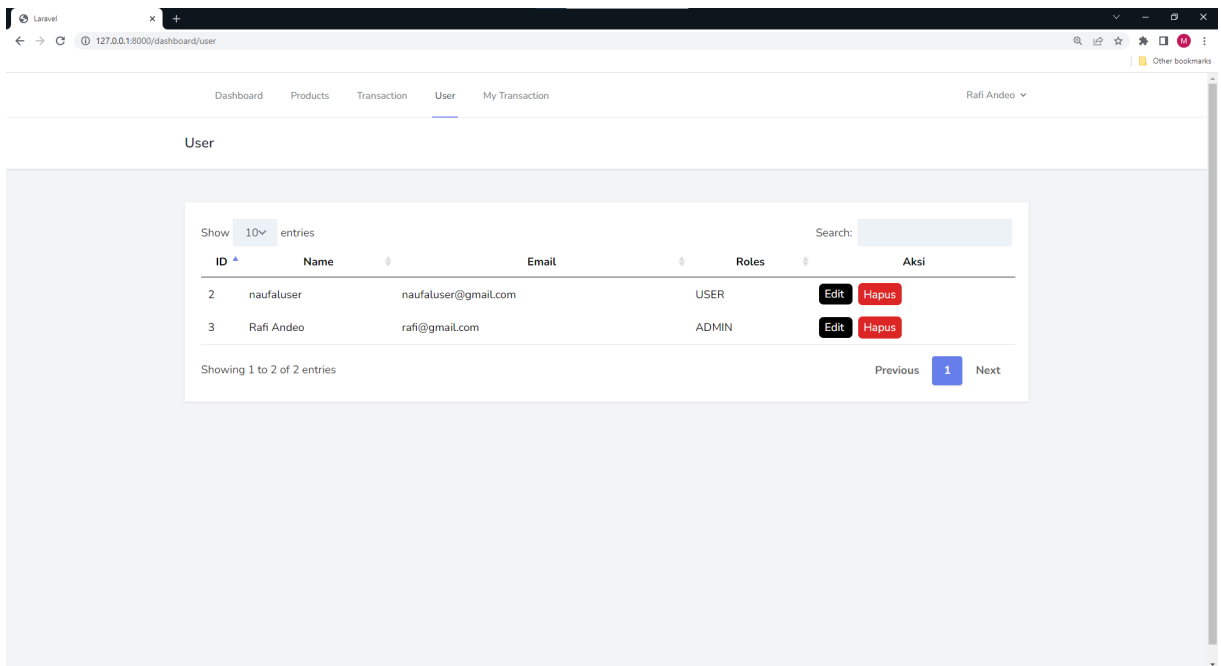 Laravel
127.0.0.1:8000/dashboard/user
M
Other bookmarks
Dashboard Products Transaction User My Transaction Rafi Andeo
User
Show 10 entries Search:
ID Name Email Roles Aksi
2 naufaluser naufaluser@gmail.com USER Edit Hapus
3 Rafi Andeo rafi@gmail.com ADMIN Edit Hapus
Showing 1 to 2 of 2 entries Previous 1 Next